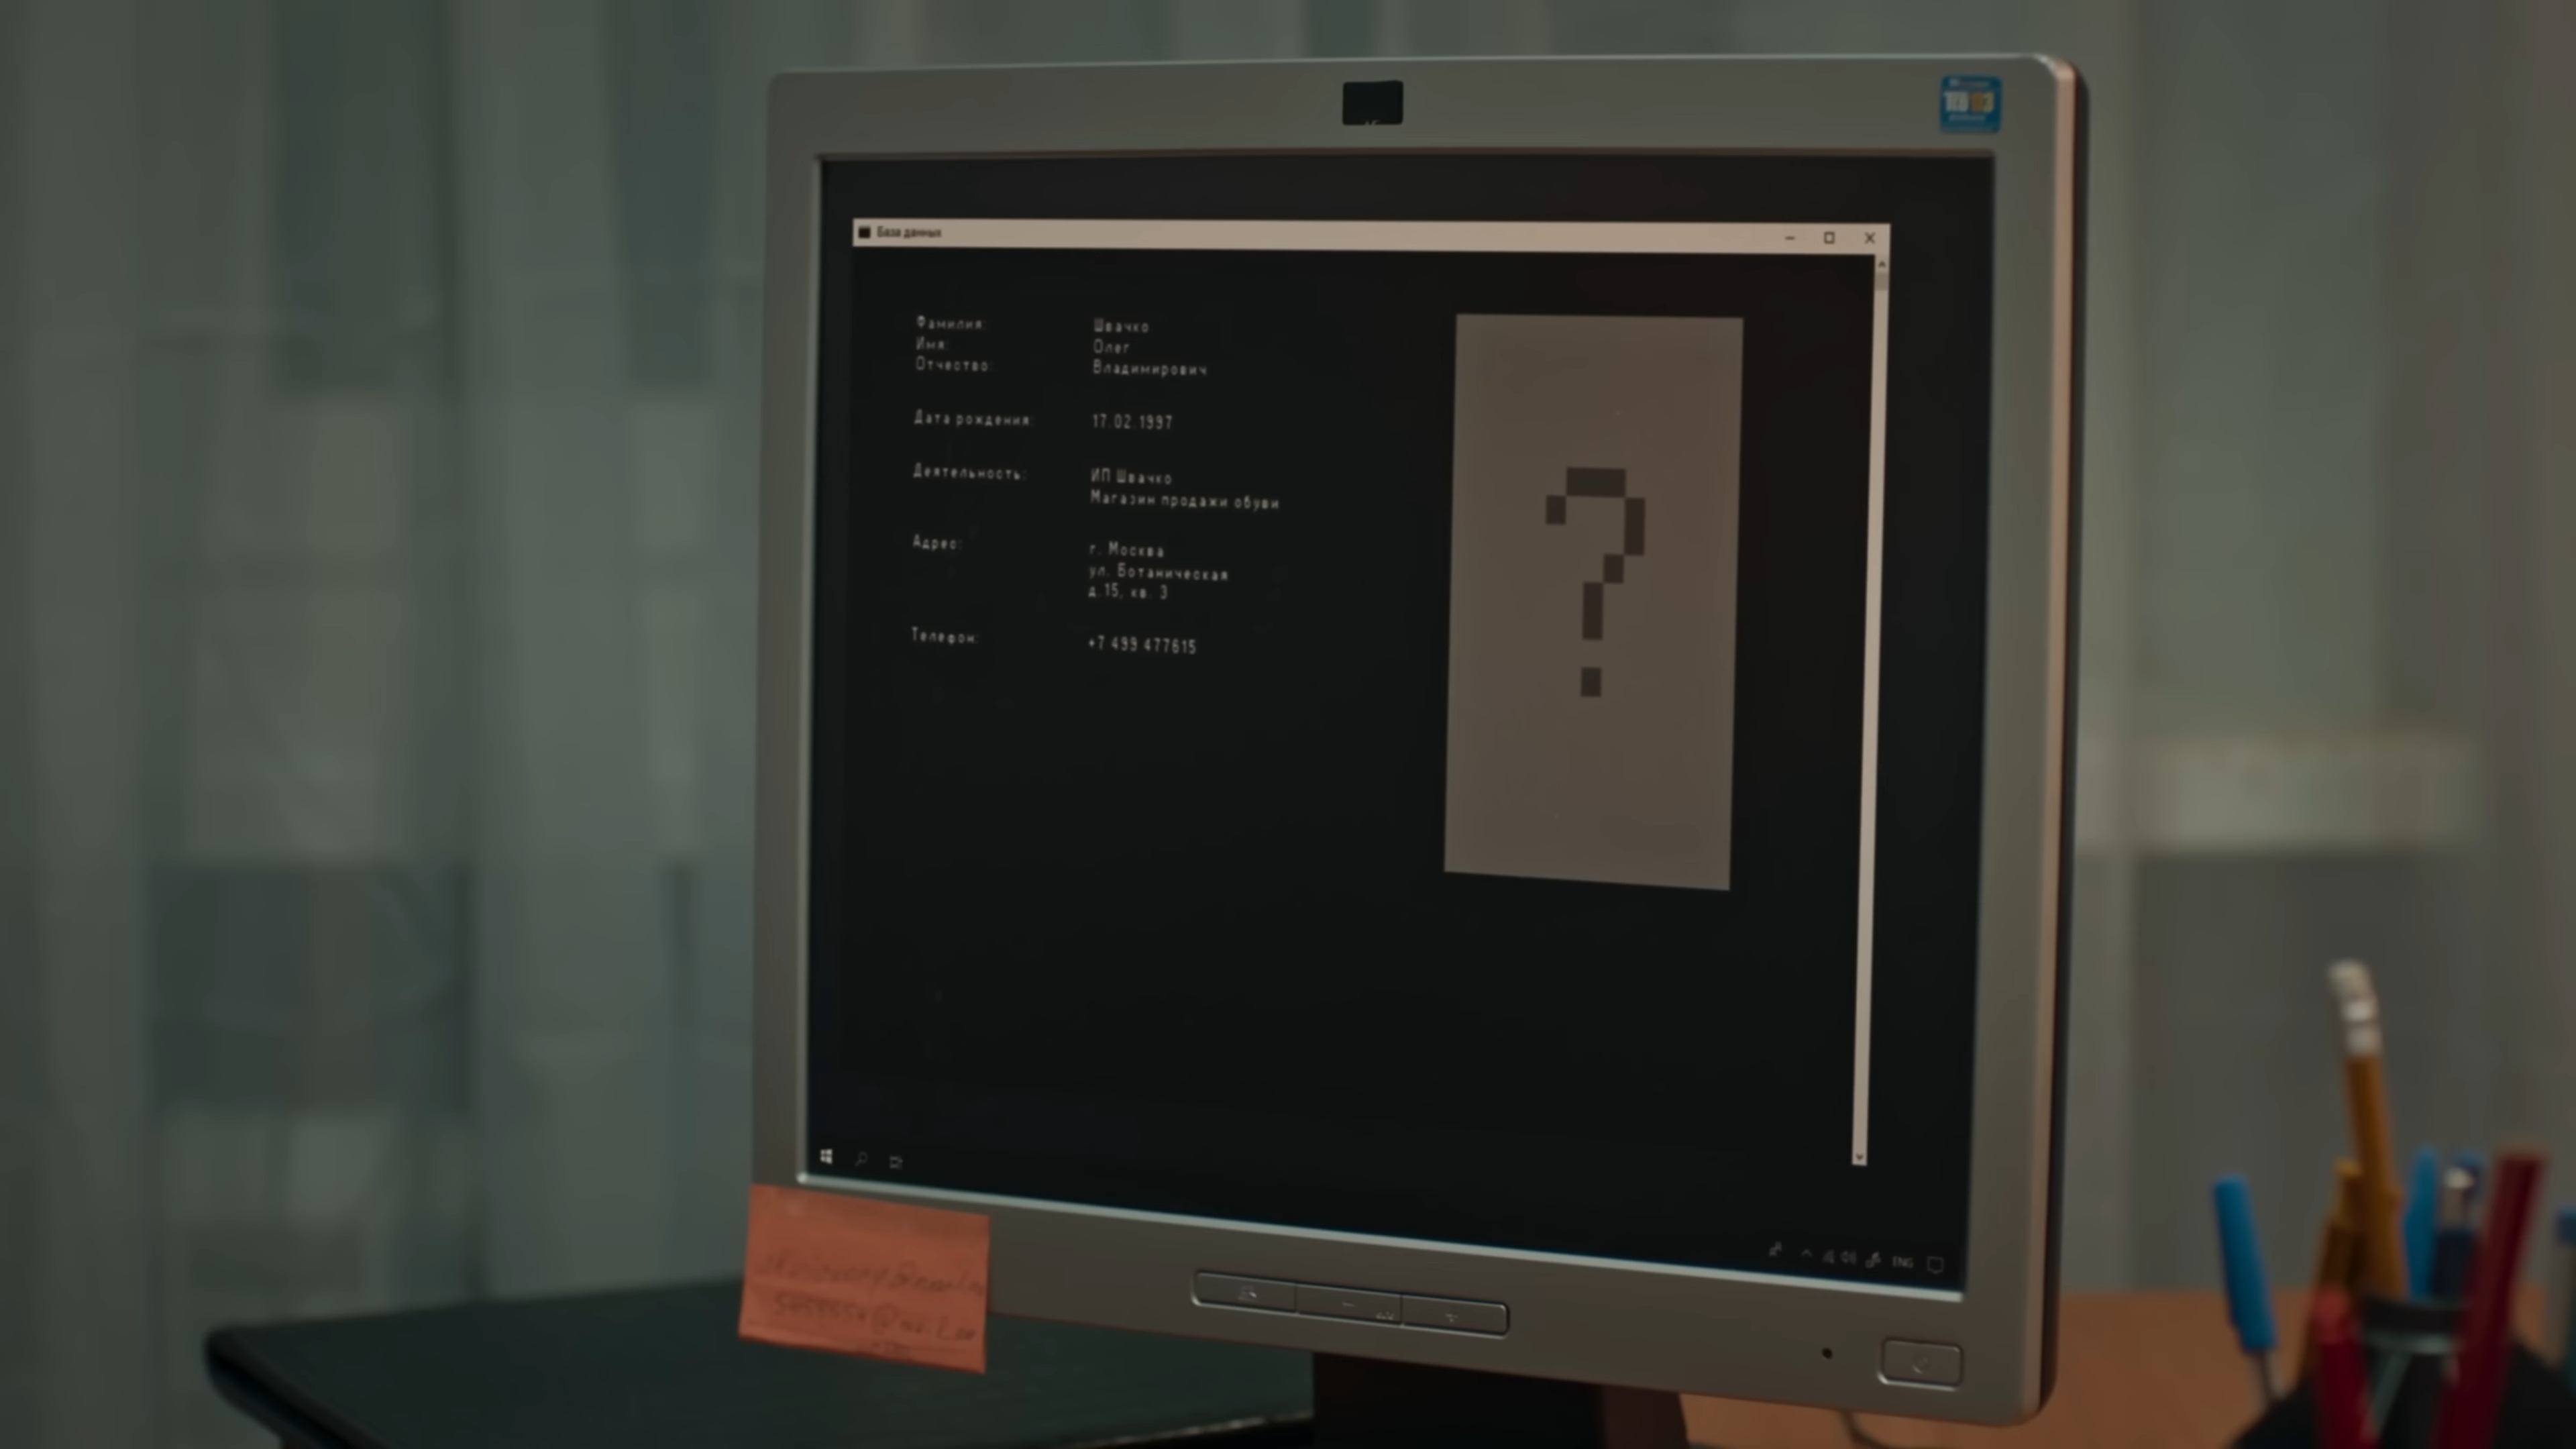 База данных
Фамилия: Швачко
Имя: Олег
Отчество: Владимирович
Дата рождения: 17.02.1997
Деятельность: ИП Швачко
Магазин продажи обуви
Адрес: г. Москва
ул. Ботаническая
д.15, кв. 3
Телефон: +7 499 477615
ENG